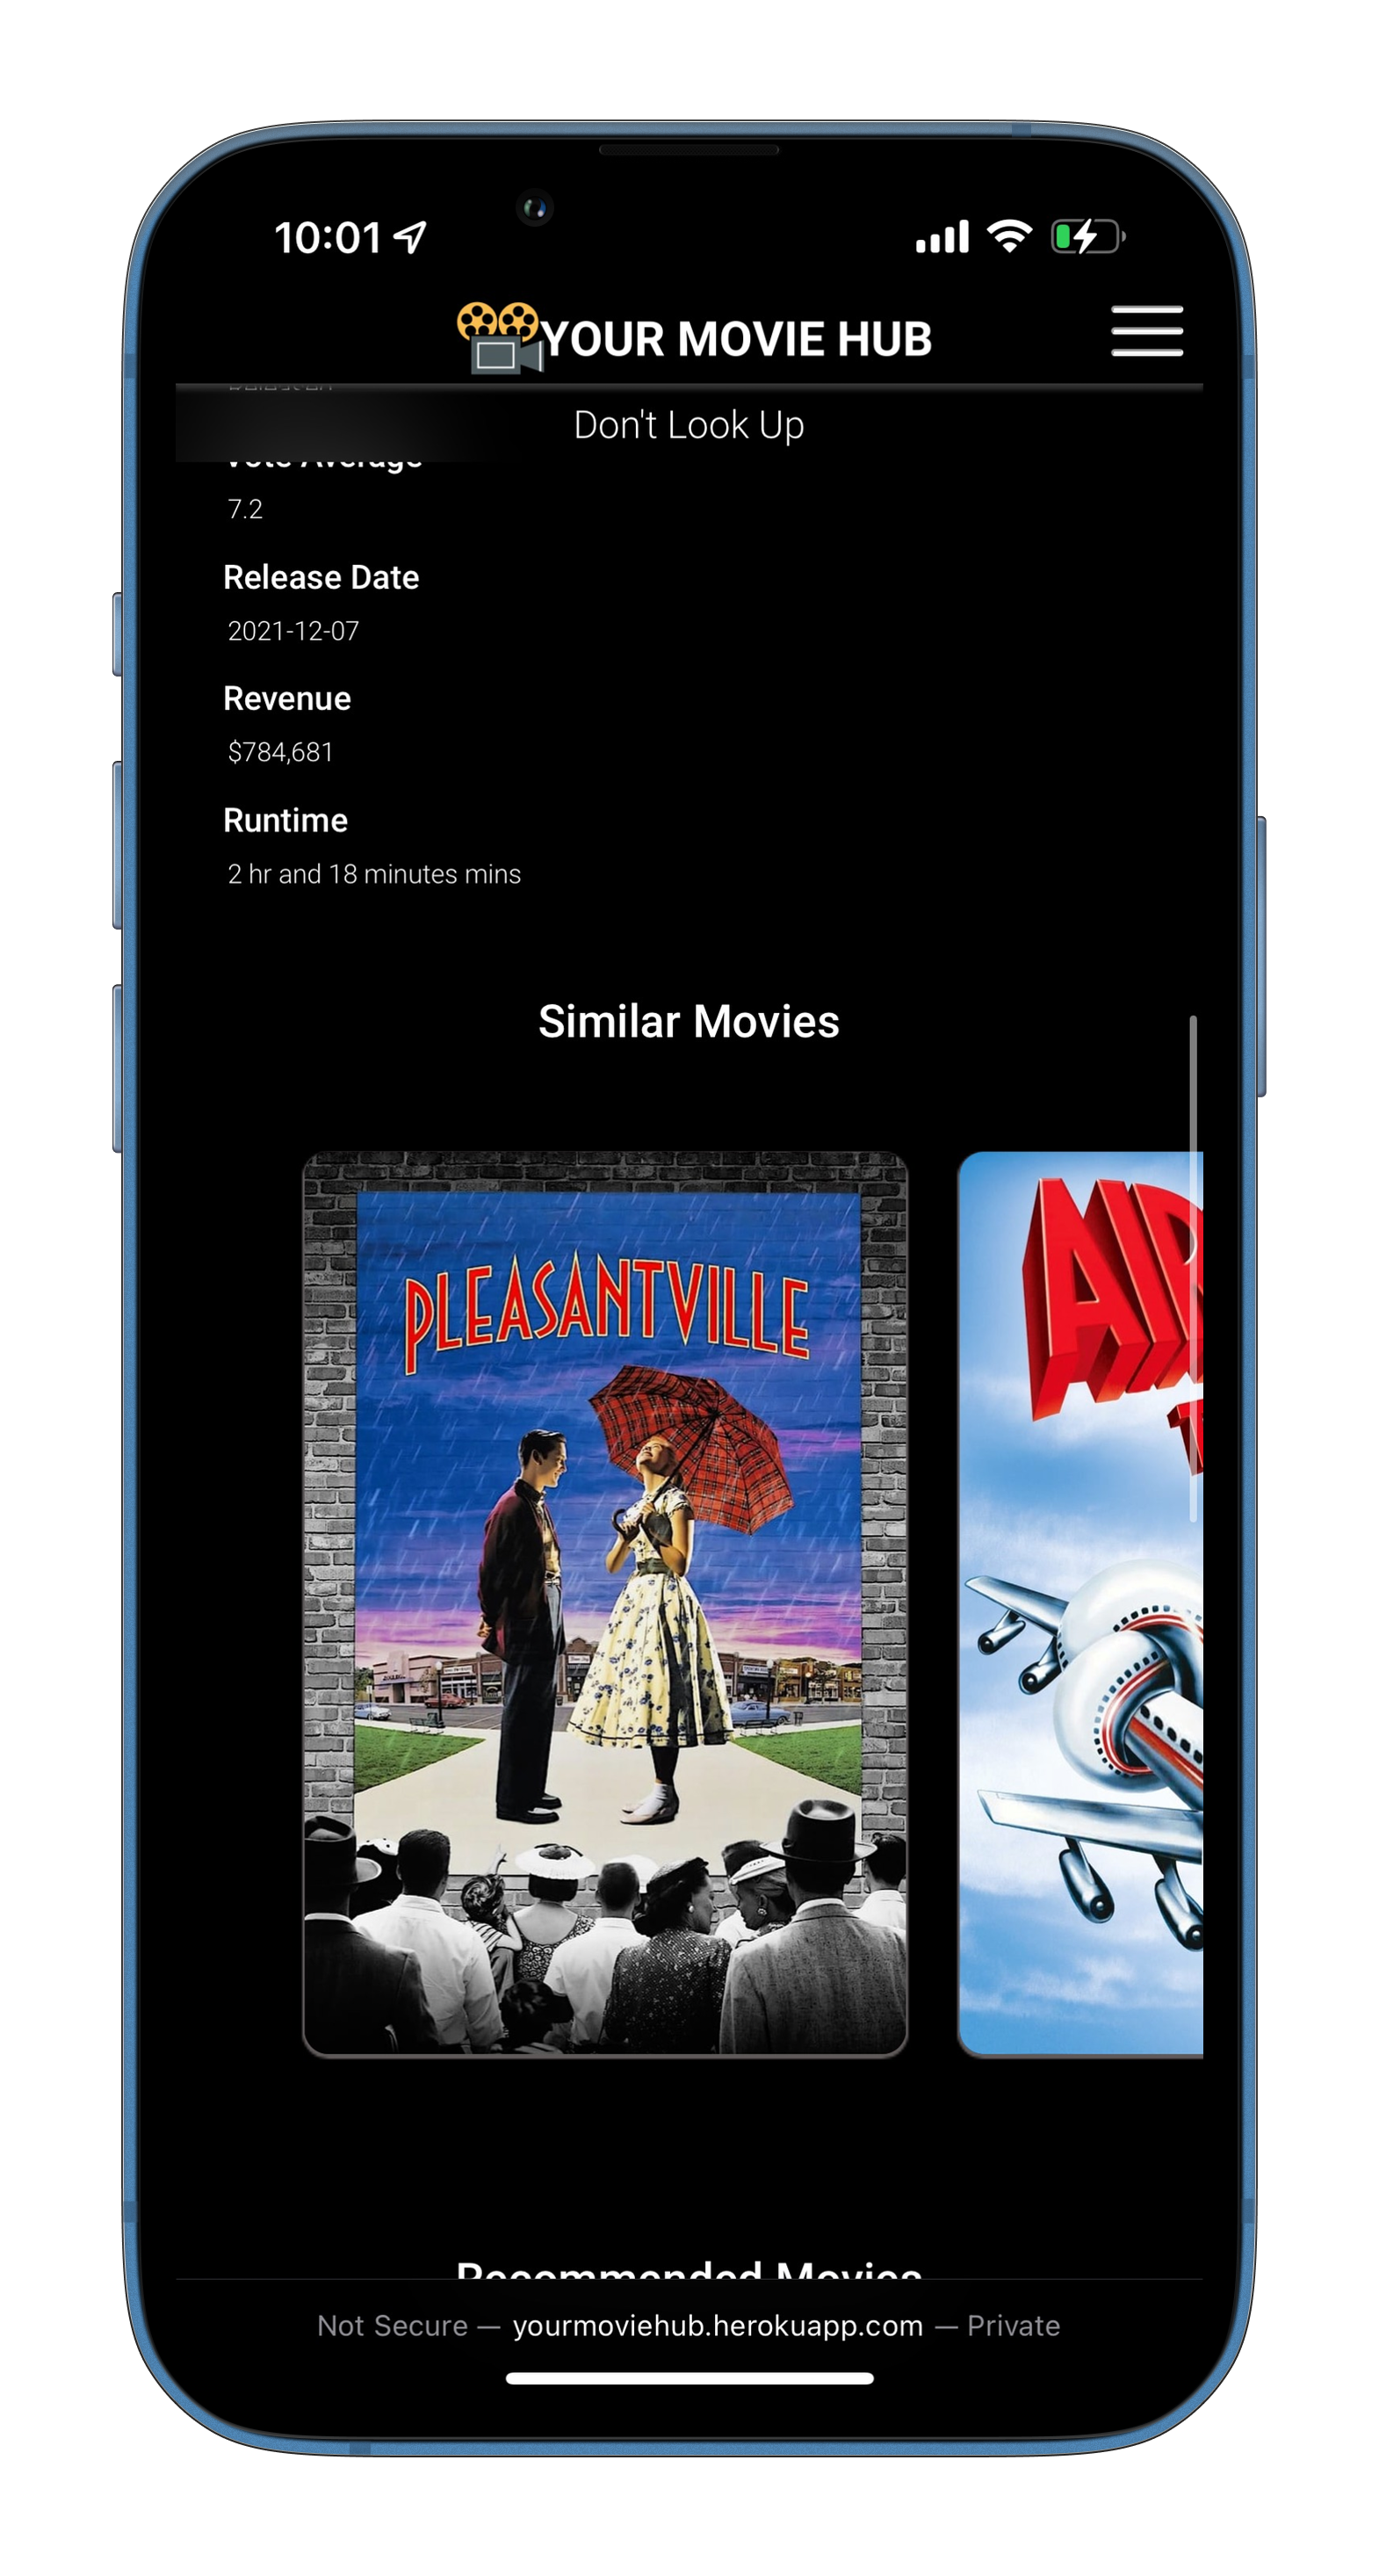 10:01
YOUR MOVIE HUB
Don't Look Up
Vote Average
7.2
Release Date
2021-12-07
Revenue
$784,681
Runtime
2 hr and 18 minutes mins
Similar Movies
PLEASANTVILLE
AIR
T
Recommended Movies
Not Secure — yourmoviehub.herokuapp.com — Private